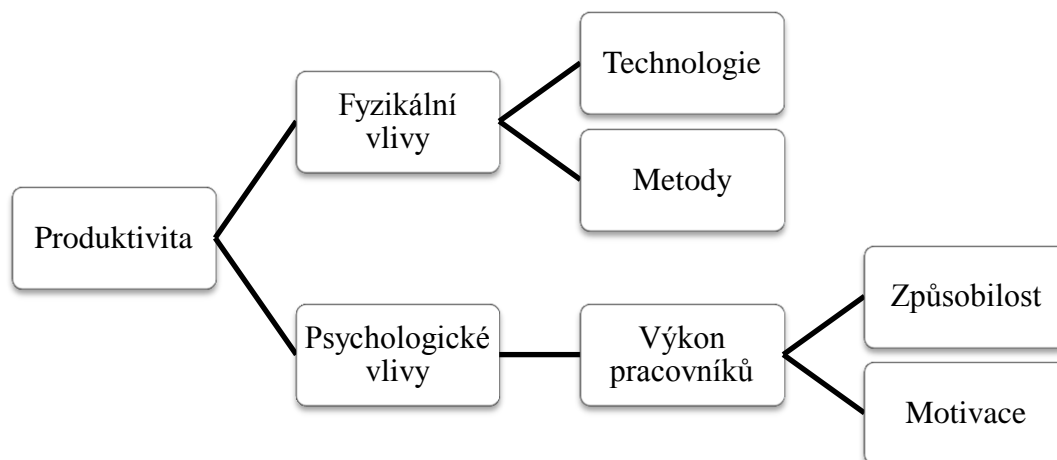 Technologie
Fyzikální
vlivy
Metody
Produktivita
Způsobilost
Psychologické
vlivy
Výkon
pracovníků
Motivace